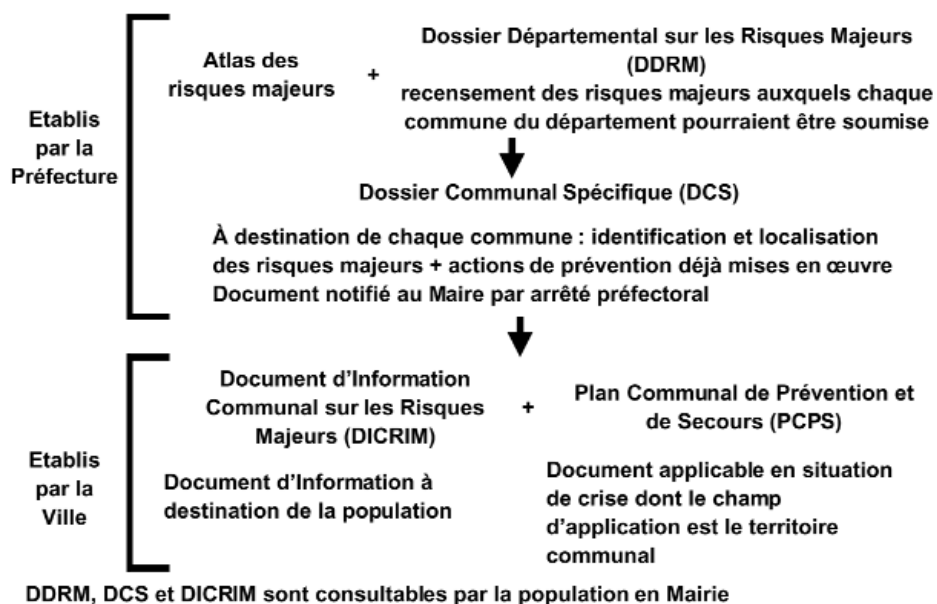 Etablis
par la
Préfecture
Atlas des
risques majeurs
+
Dossier Départemental sur les Risques Majeurs
(DDRM)
recensement des risques majeurs auxquels chaque
commune du département pourraient être soumise
Dossier Communal Spécifique (DCS)
À destination de chaque commune : identification et localisation
des risques majeurs + actions de prévention déjà mises en œuvre
Document notifié au Maire par arrêté préfectoral
Etablis
par la
Ville
Document d'Information
Communal sur les Risques
Majeurs (DICRIM)
Document d'Information à
destination de la population
+
Plan Communal de Prévention et
de Secours (PCPS)
Document applicable en situation
de crise dont le champ
d'application est le territoire
communal
DDRM, DCS et DICRIM sont consultables par la population en Mairie